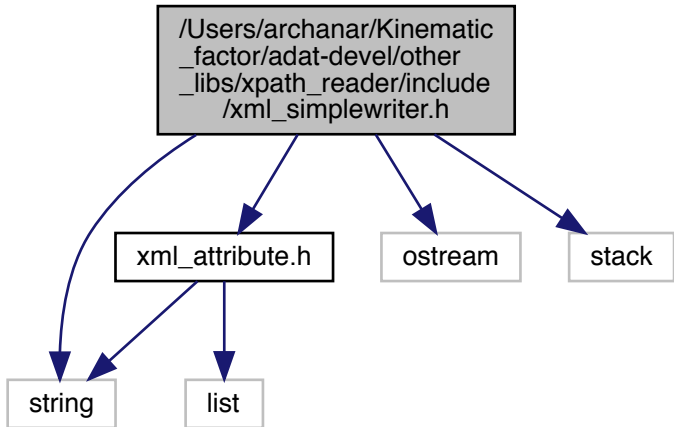 /Users/archanar/Kinematic
_factor/adat-devel/other
_libs/xpath_reader/include
/xml_simplewriter.h
xml_attribute.h
ostream
stack
string
list